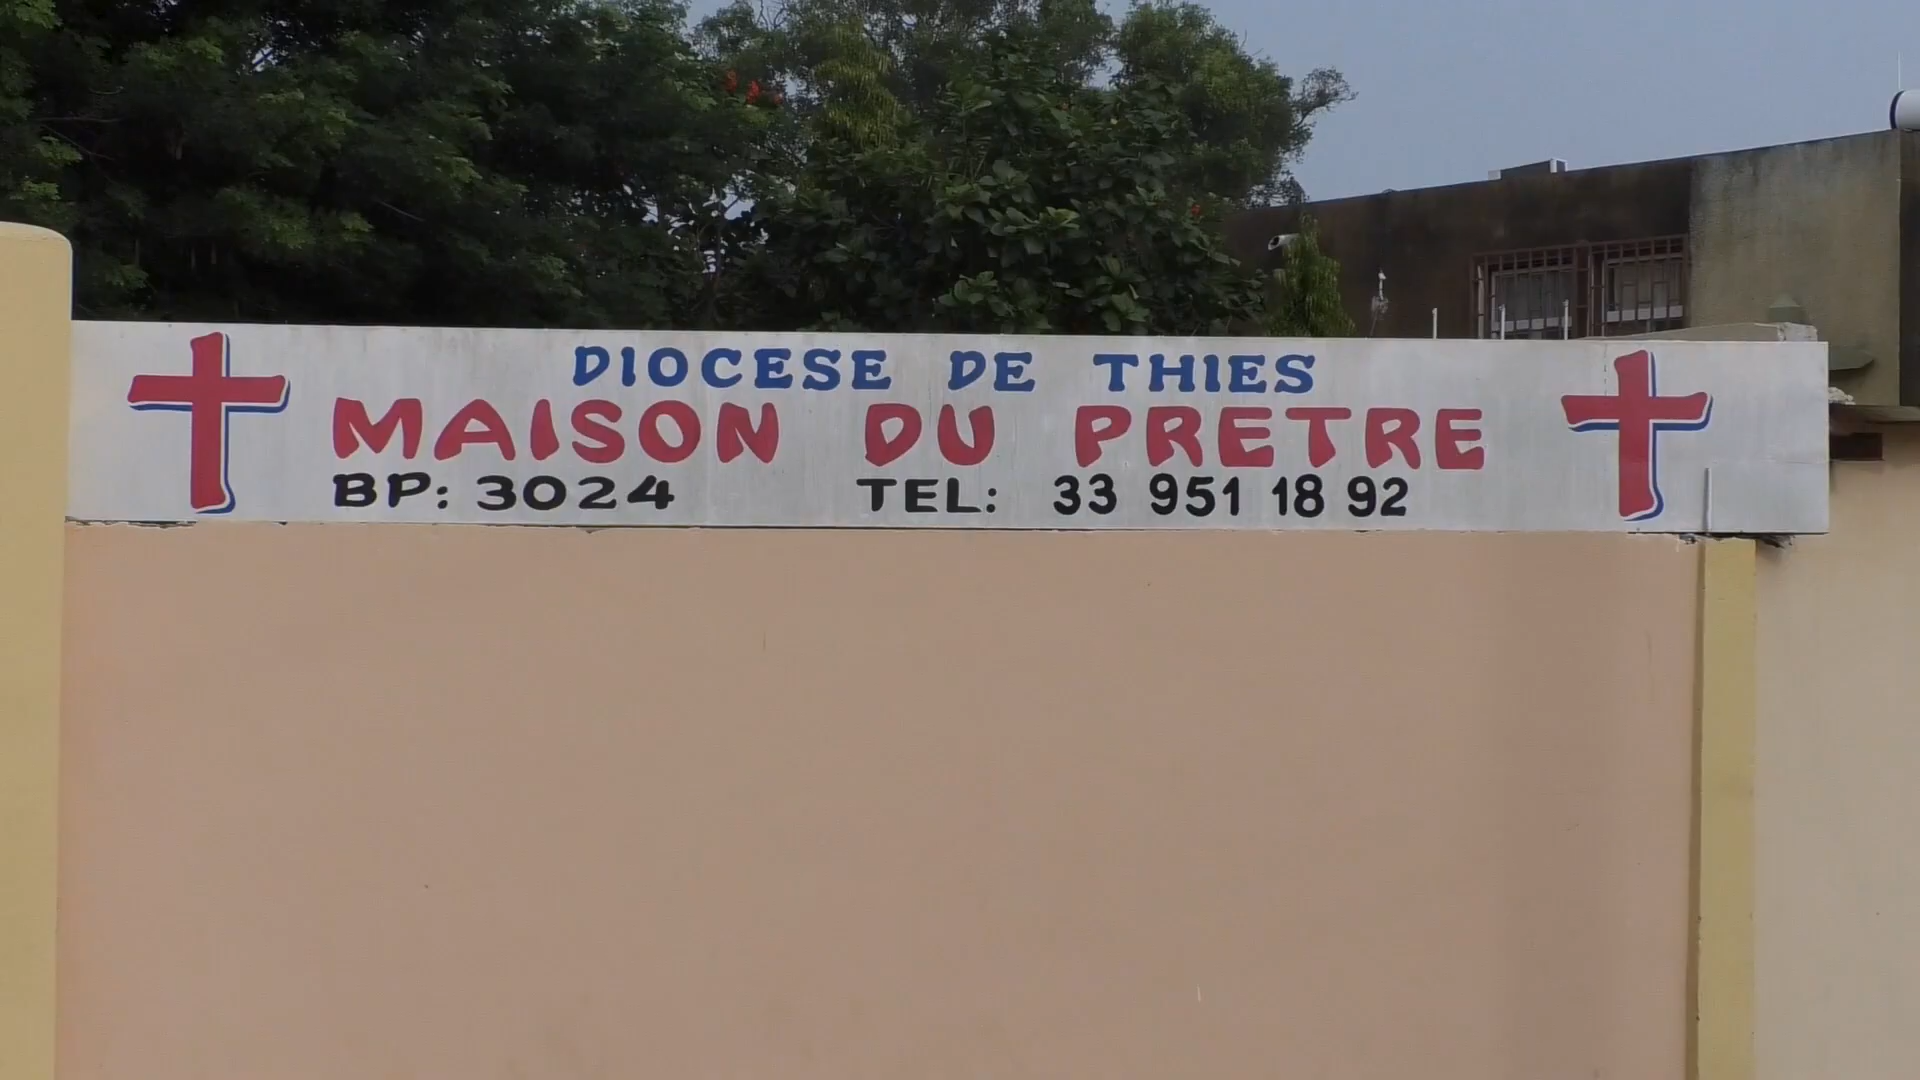 DIOCESE DE THIES
MAISON DU PRETRE
BP: 3024 TEL: 33 951 18 92